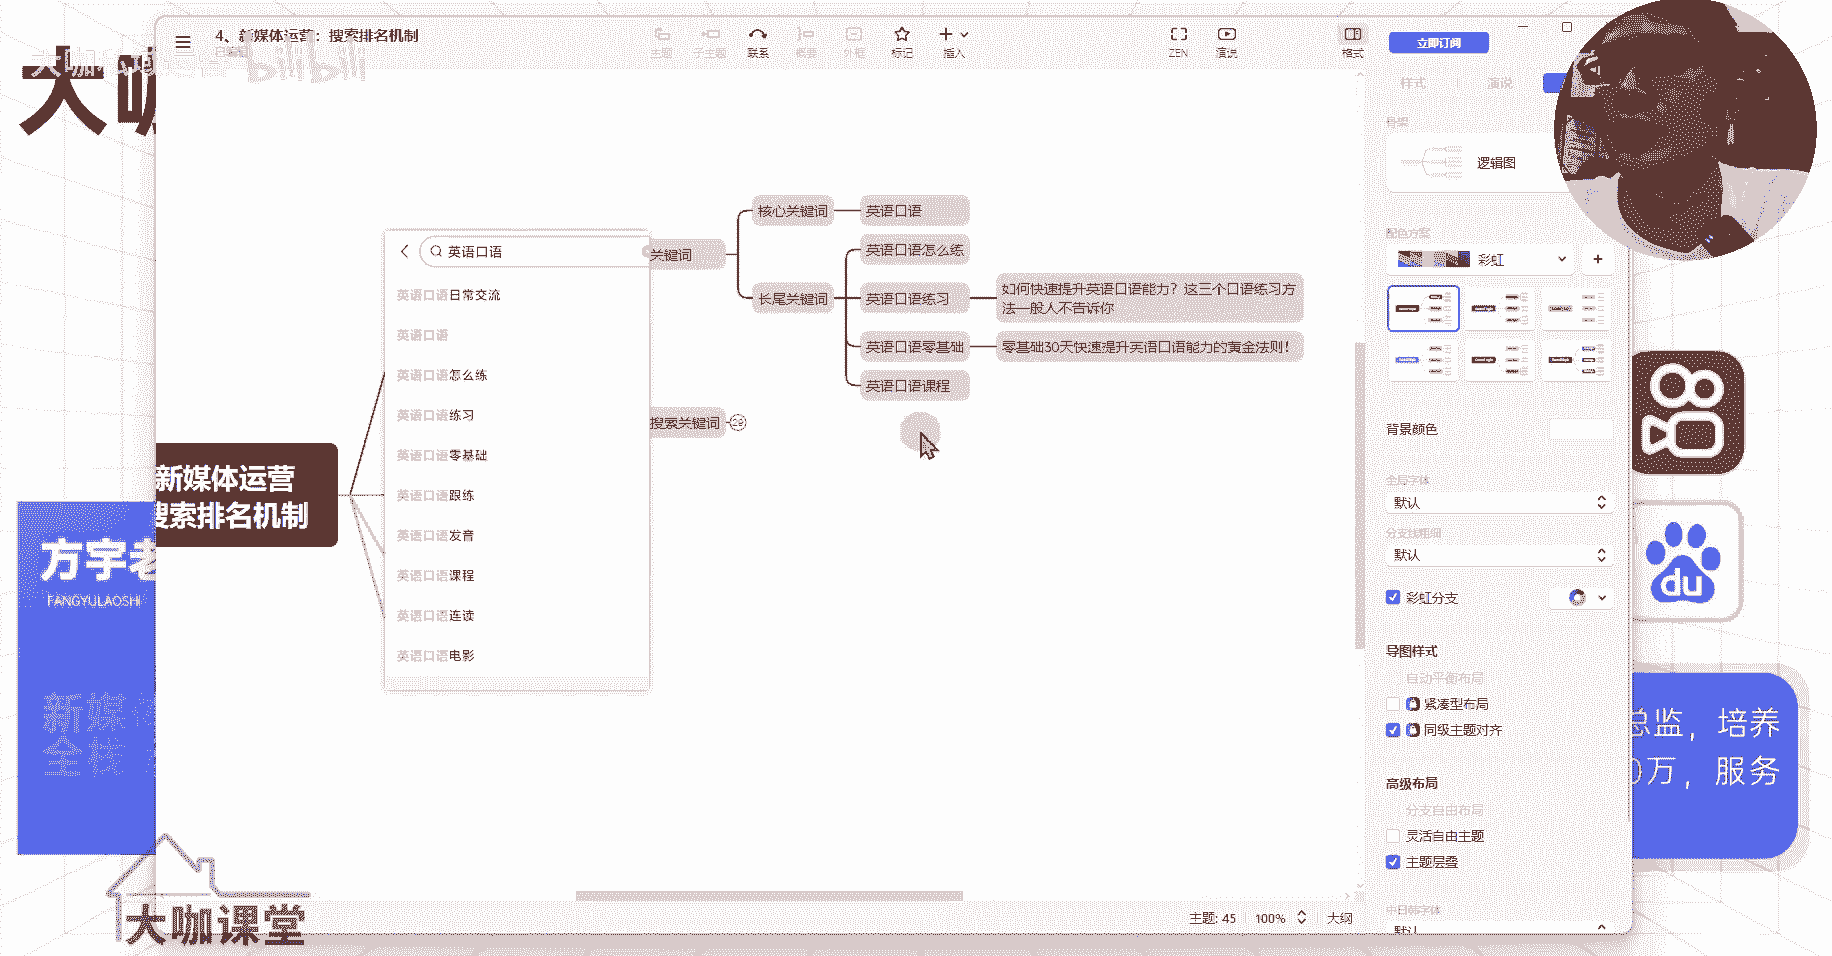 4、新媒体运营：搜索排名机制
已编辑
bilibili
主题
子主题
联系
概要
外框
标记
插入
ZEN
演说
格式
立即订阅
样式
演说
大咖
骨架
逻辑图
配色方案
彩虹
背景颜色
全局字体
默认
分支线粗细
默认
彩虹分支
导图样式
自动平衡布局
紧凑型布局
同级主题对齐
高级布局
分支自由布局
灵活自由主题
主题层叠
中日韩字体
默认
新媒体运营
搜索排名机制
英语口语
英语口语日常交流
英语口语
英语口语怎么练
英语口语练习
英语口语零基础
英语口语跟练
英语口语发音
英语口语课程
英语口语连读
英语口语电影
关键词
核心关键词
英语口语
长尾关键词
英语口语怎么练
英语口语练习
如何快速提升英语口语能力？这三个口语练习方
法一般人不告诉你
英语口语零基础
零基础30天快速提升英语口语能力的黄金法则！
英语口语课程
搜索关键词
主题: 45
100%
大纲
方宇老
FANGYULAOSHI
新媒
全栈
du
总监，培养
0万，服务
大咖课堂